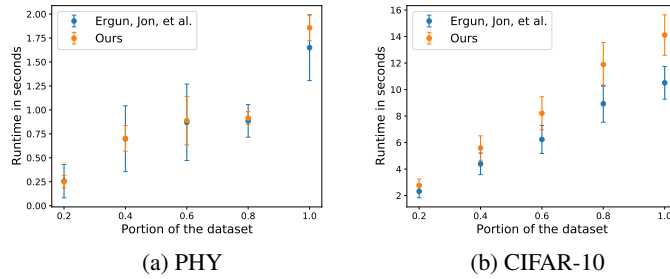 Ergun, Jon, et al.
Ours
Runtime in seconds
2.00
1.75
1.50
1.25
1.00
0.75
0.50
0.25
0.00
0.2 0.4 0.6 0.8 1.0
Portion of the dataset
(a) PHY
Ergun, Jon, et al.
Ours
Runtime in seconds
16
14
12
10
8
6
4
2
0.2 0.4 0.6 0.8 1.0
Portion of the dataset
(b) CIFAR-10